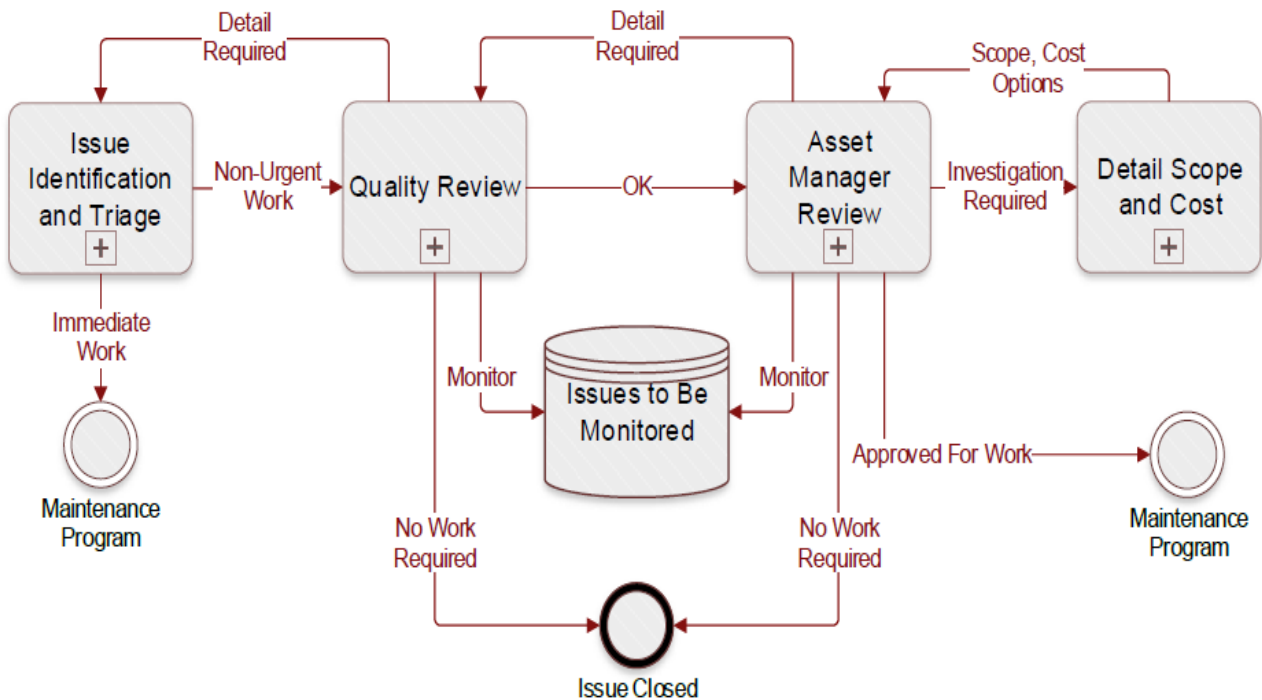 Detail
Required
Detail
Required
Scope, Cost
Options
Issue
Identification
and Triage
Non-Urgent
Work
Quality Review
OK
Asset
Manager
Review
Investigation
Required
Detail Scope
and Cost
Immediate
Work
Monitor
Issues to Be
Monitored
Monitor
Approved For Work
Maintenance
Program
Maintenance
Program
No Work
Required
No Work
Required
Issue Closed